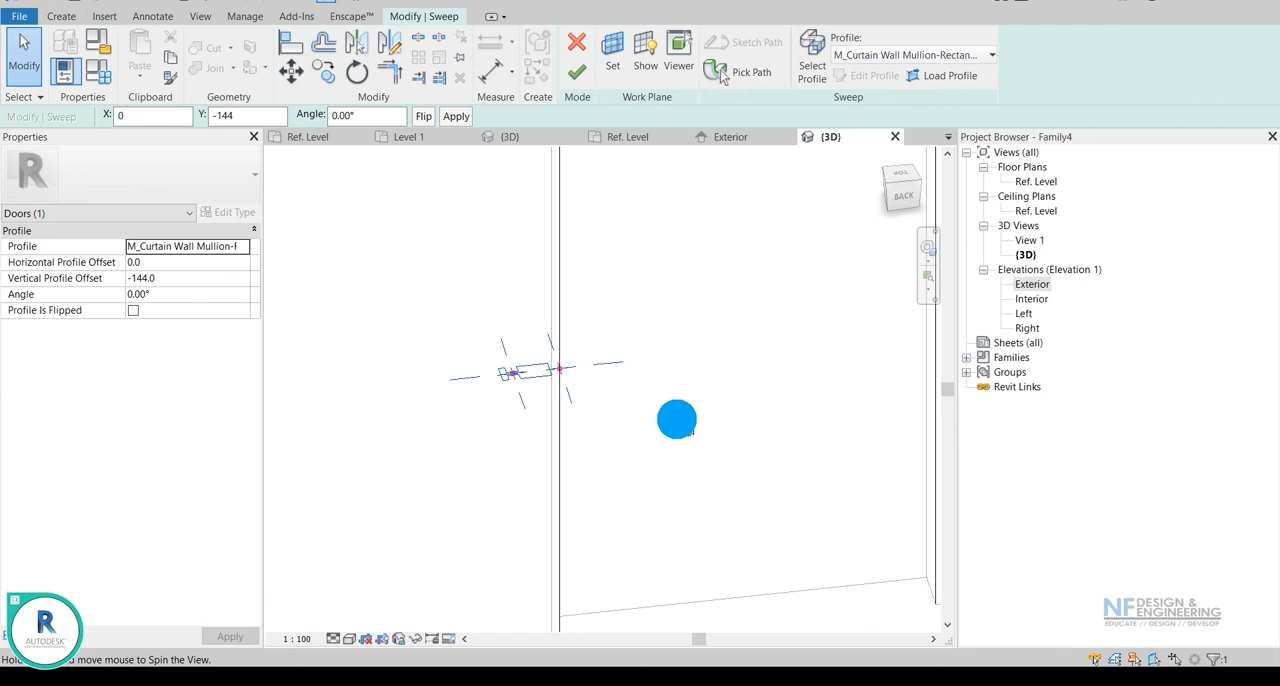 File Create Insert Annotate View Manage Add-Ins Enscape™ Modify | Sweep
Modify
Paste
Cut
Join
Set Show Viewer
Sketch Path
Pick Path
Select
Profile
Profile:
M_Curtain Wall Mullion-Rectan...
Edit Profile Load Profile
Select Properties Clipboard Geometry Modify Measure Create Mode Work Plane Sweep
Modify | Sweep X: 0 Y: -144 Angle: 0.00° Flip Apply
Properties
Ref. Level Level 1 {3D} Ref. Level Exterior {3D}
Project Browser - Family4
R
Doors (1) Edit Type
Profile
Profile M_Curtain Wall Mullion-F
Horizontal Profile Offset 0.0
Vertical Profile Offset -144.0
Angle 0.00°
Profile Is Flipped
TOP
BACK
Views (all)
Floor Plans
Ref. Level
Ceiling Plans
Ref. Level
3D Views
View 1
{3D}
Elevations (Elevation 1)
Exterior
Interior
Left
Right
Sheets (all)
Families
Groups
Revit Links
NF DESIGN &
ENGINEERING
EDUCATE // DESIGN // DEVELOP
R
AUTODESK
Apply
1 : 100
Hol
d move mouse to Spin the View.
:1